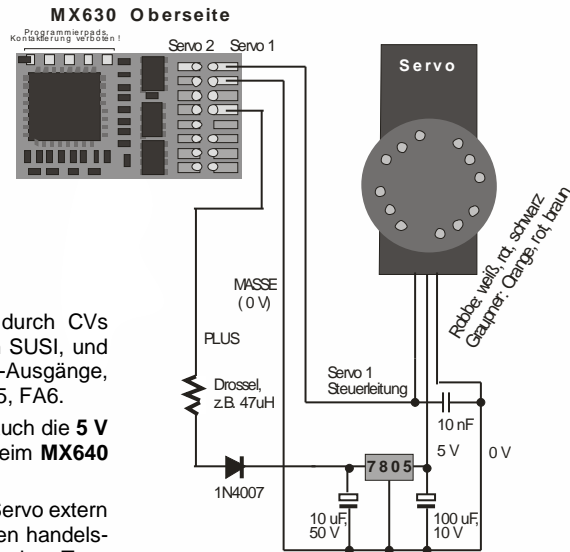 MX630 Oberseite
Programmierpads,
Kontaktierung verboten !
Servo 2 Servo 1
Servo
Robbe: weiß, rot, schwarz
Graupner: Orange, rot, braun
MASSE
( 0 V)
PLUS
Drossel,
z.B. 47uH
1N4007
Servo 1
Steuerleitung
10 nF
5 V
0 V
7805
10 uF,
50 V
100 uF,
10 V
durch CVs
SUSI, und
-Ausgänge,
5, FA6.
uch die 5 V
eim MX640
Servo extern
en handels-